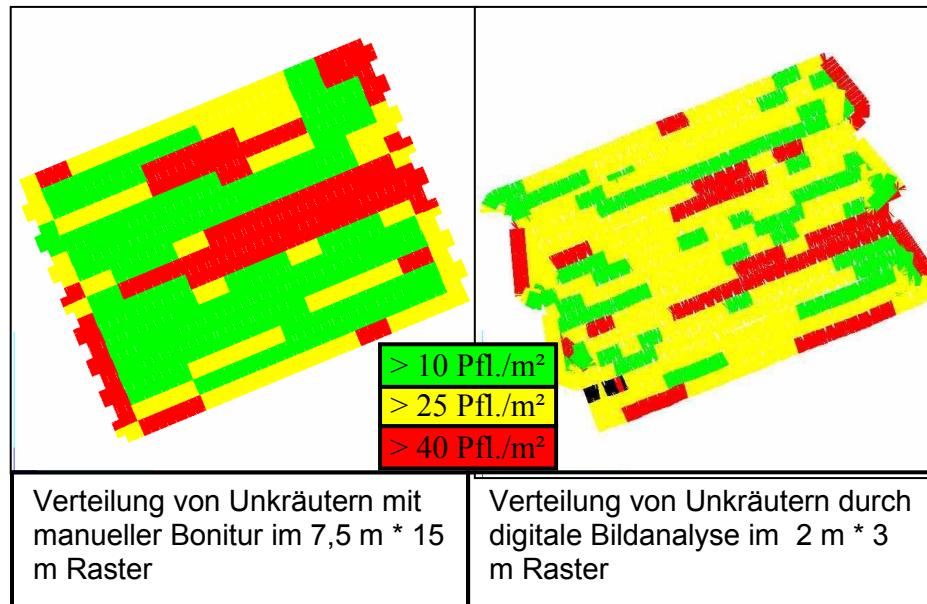 > 10 Pfl./m²
> 25 Pfl./m²
> 40 Pfl./m²
Verteilung von Unkräutern mit
manueller Bonitur im 7,5 m * 15
m Raster
Verteilung von Unkräutern durch
digitale Bildanalyse im 2 m * 3
m Raster